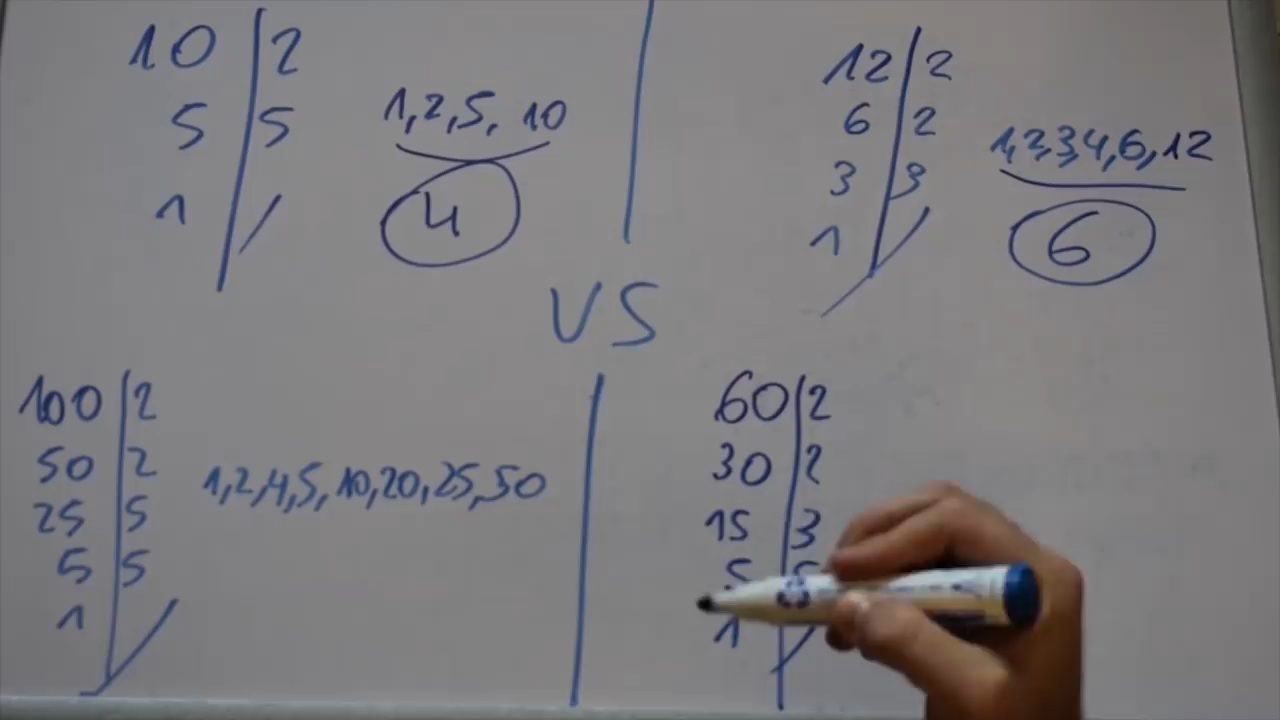 10 | 2
5 | 5
1 | /
1,2,5, 10
4
12 | 2
6 | 2
3 | 3
1 | /
1,2,3,4,6,12
6
VS
100 | 2
50 | 2
25 | 5
5 | 5
1 | /
1,2,4,5,10,20,25,50
60 | 2
30 | 2
15 | 3
5 | 5
1 | /